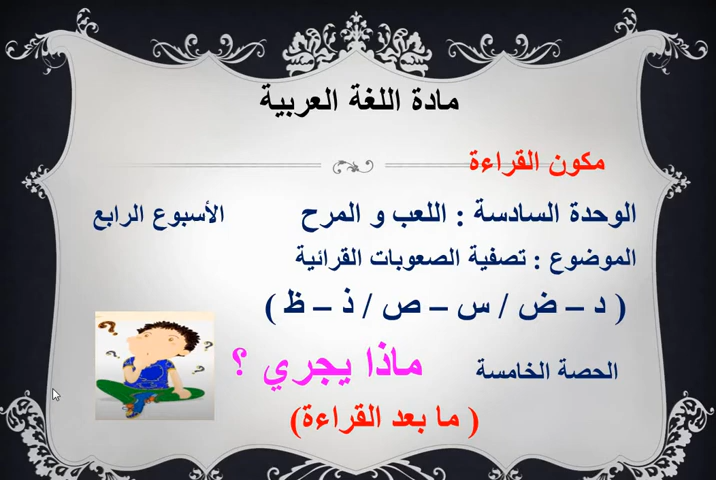 مادة اللغة العربية
مكون القراءة
الوحدة السادسة : اللعب و المرح الأسبوع الرابع
الموضوع : تصفية الصعوبات القرائية
( د – ض / س – ص / ذ – ظ )
الحصة الخامسة ماذا يجري ؟
( ما بعد القراءة)
? ? ? ?